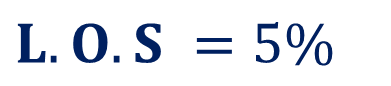 L. O. S = 5%